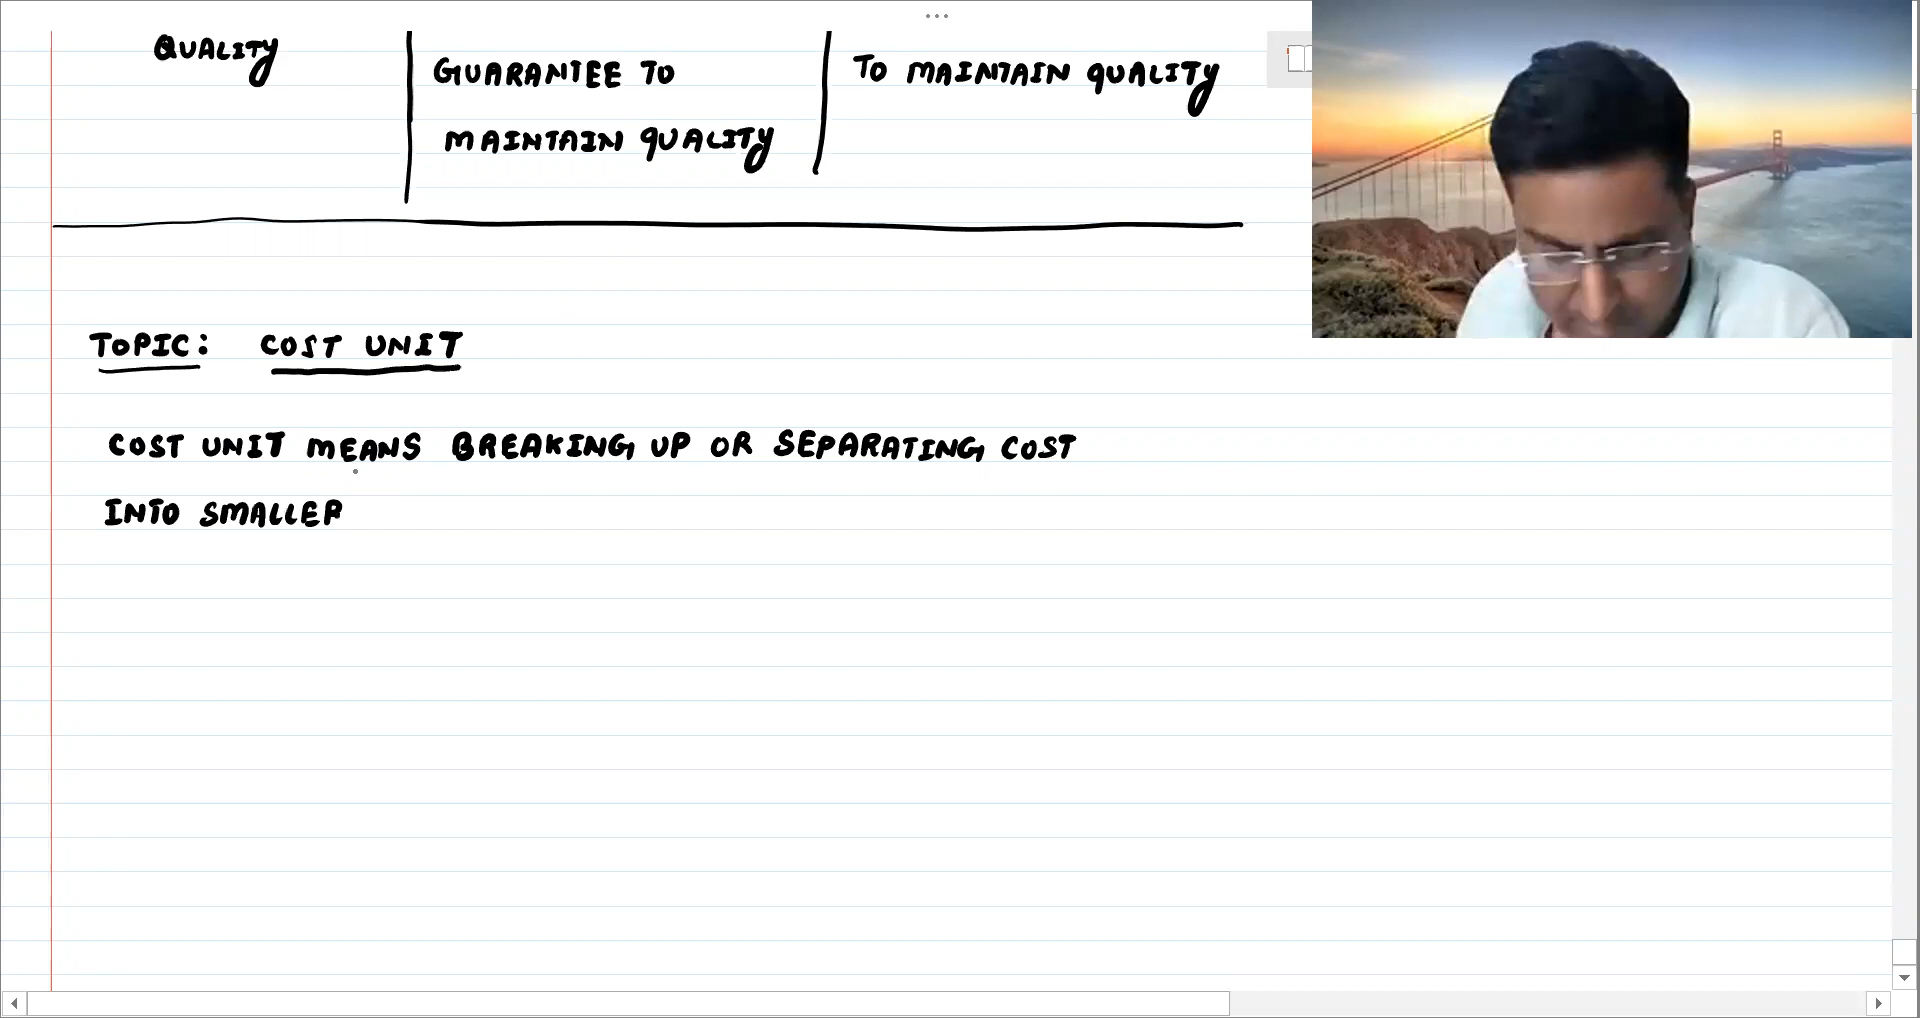 QUALITY
GUARANTEE TO
MAINTAIN QUALITY
TO MAINTAIN QUALITY
TOPIC: COST UNIT
COST UNIT MEANS BREAKING UP OR SEPARATING COST
INTO SMALLER